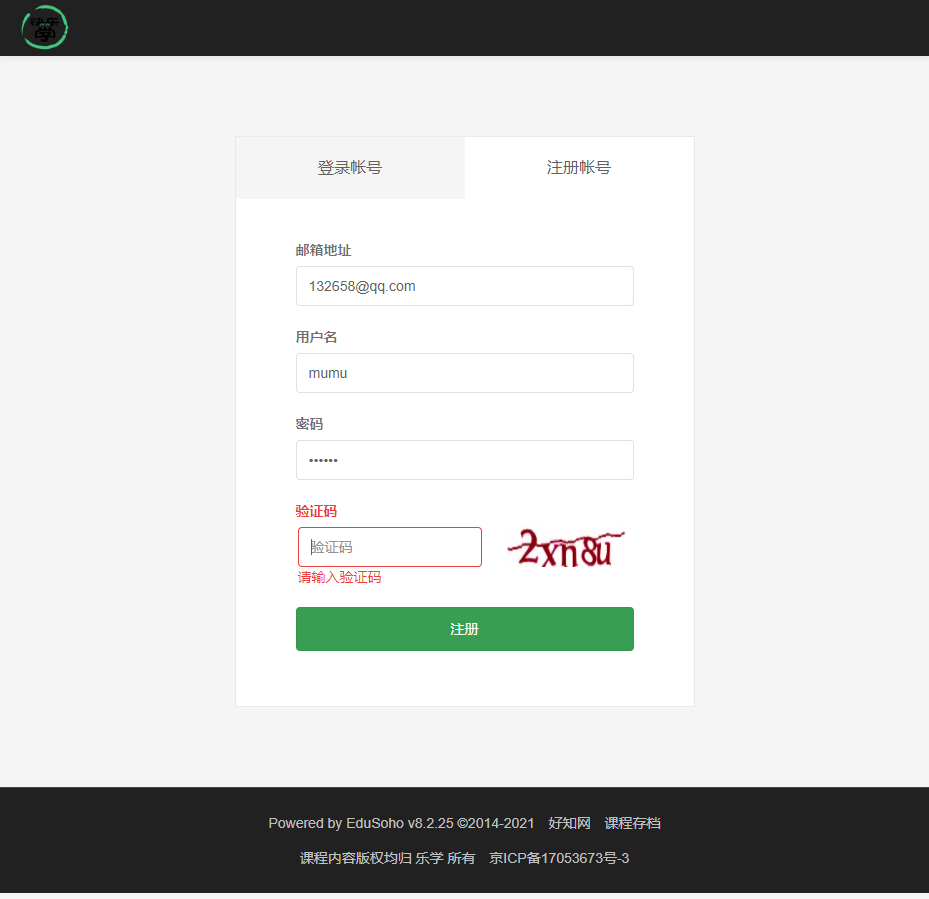 快乐
学
登录帐号 注册帐号
邮箱地址
132658@qq.com
用户名
mumu
密码
••••••
验证码
验证码 2xn8u
请输入验证码
注册
Powered by EduSoho v8.2.25 ©2014-2021 好知网 课程存档
课程内容版权均归 乐学 所有 京ICP备17053673号-3